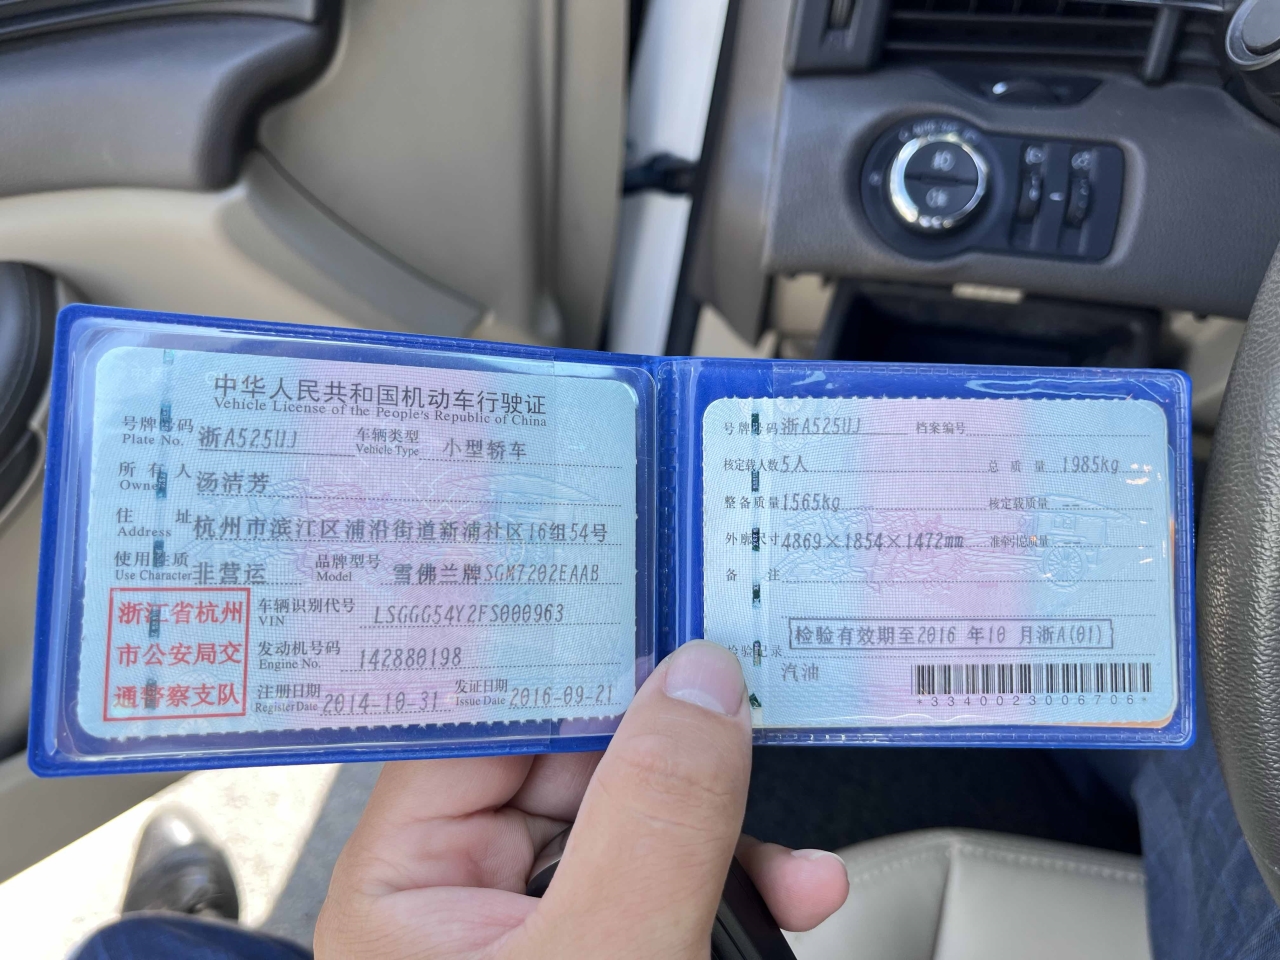 中华人民共和国机动车行驶证
Vehicle License of the People's Republic of China
号牌号码 浙A525UJ 车辆类型 小型轿车
Plate No. Vehicle Type
所有人 汤洁芳
Owner
住址 杭州市滨江区浦沿街道新浦社区16组54号
Address
使用性质 非营运 品牌型号 雪佛兰牌SGM7202EAAB
Use Character Model
浙江省杭州
市公安局交
通警察支队
车辆识别代号 LSGGG54Y2FS000963
VIN
发动机号码 142880198
Engine No.
注册日期 2014-10-31 发证日期 2016-09-21
Register Date Issue Date
号牌号码 浙A525UJ 档案编号
核定载人数 5人 总质量 1985kg
整备质量 1565kg 核定载质量 --
外廓尺寸 4869×1854×1472mm 准牵引总质量 --
备注
检验有效期至2016 年10 月浙A(01)
检验记录
汽油
*3340023006706*